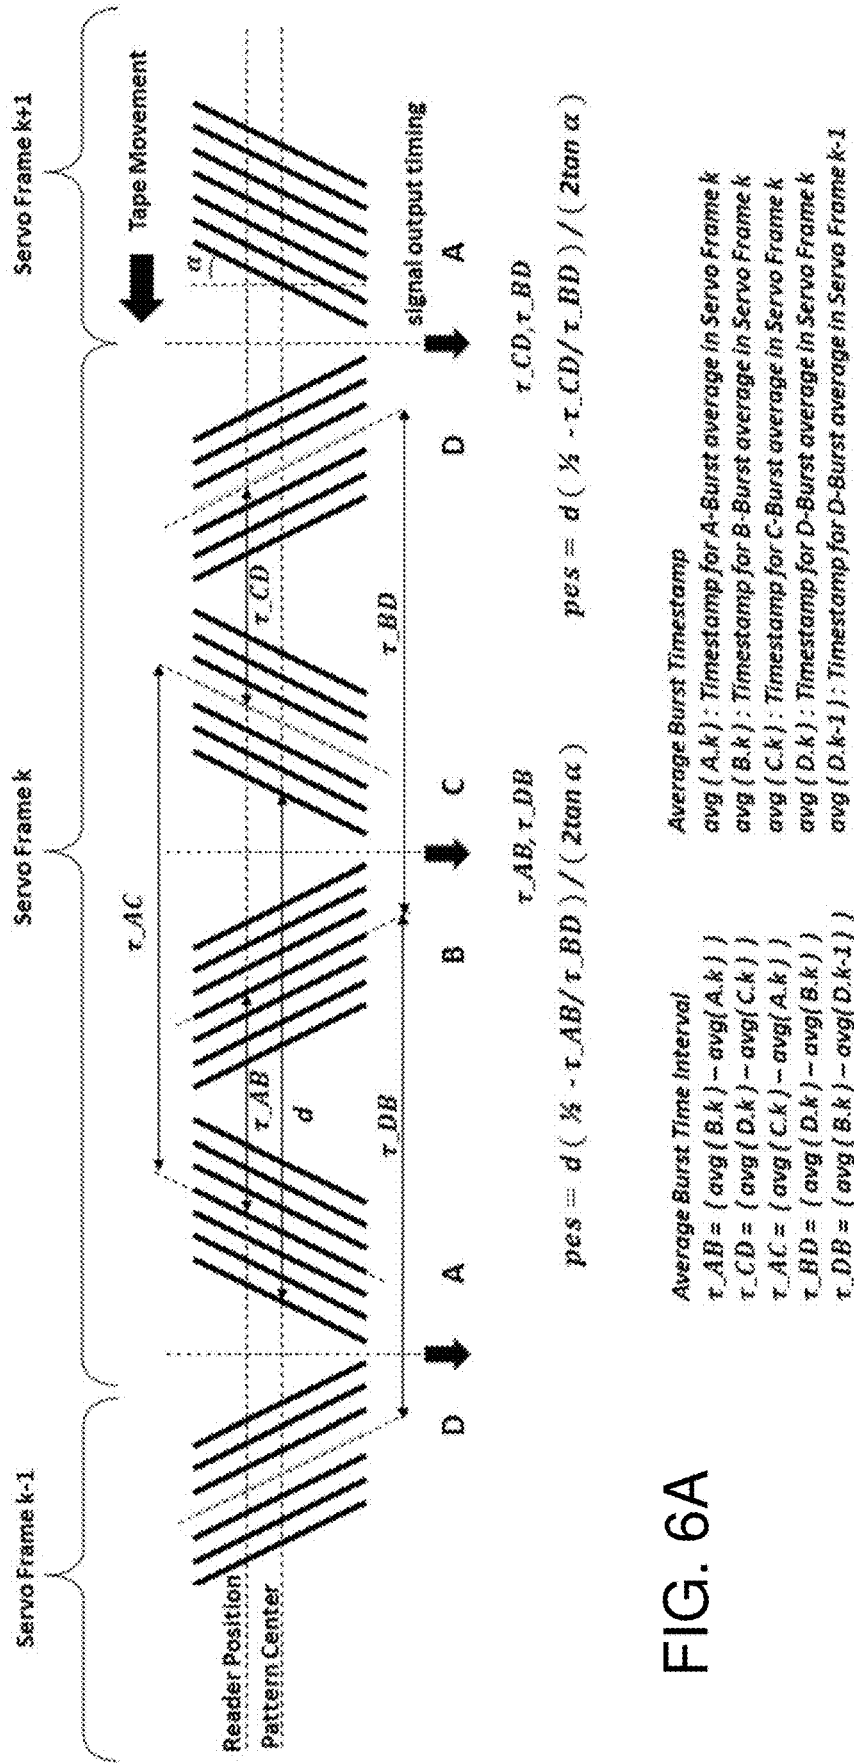 Servo Frame k-1
Servo Frame k
Servo Frame k+1
Tape Movement
τ_AC
α
Reader Position
Pattern Center
τ_AB
τ_CD
d
τ_DB
τ_BD
signal output timing
D
A
B
C
D
A
τ_AB, τ_DB
τ_CD, τ_BD
pes = d ( ½ - τ_AB/τ_BD ) / ( 2tan α )
pes = d ( ½ - τ_CD/τ_BD ) / ( 2tan α )
Average Burst Time Interval
τ_AB = { avg{ B.k } – avg{ A.k } }
τ_CD = { avg{ D.k } – avg{ C.k } }
τ_AC = { avg{ C.k } – avg{ A.k } }
τ_BD = { avg{ D.k } – avg{ B.k } }
τ_DB = { avg{ B.k } – avg{ D.k-1 } }
Average Burst Timestamp
avg { A.k } : Timestamp for A-Burst average in Servo Frame k
avg { B.k } : Timestamp for B-Burst average in Servo Frame k
avg { C.k } : Timestamp for C-Burst average in Servo Frame k
avg { D.k } : Timestamp for D-Burst average in Servo Frame k
avg { D.k-1 } : Timestamp for D-Burst average in Servo Frame k-1
FIG. 6A